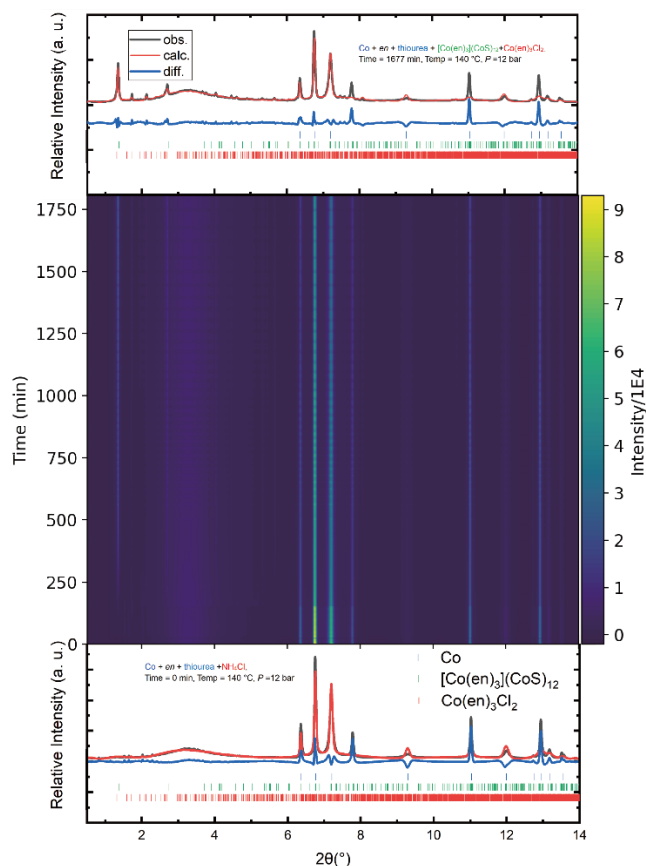 Relative Intensity (a. u.)
obs.
calc.
diff.
Co + en + thiourea + [Co(en)3](CoS)12+Co(en)3Cl2.
Time = 1677 min, Temp = 140 °C, P =12 bar
Time (min)
1750
1500
1250
1000
750
500
250
0
9
8
7
6
5
4
3
2
1
0
Intensity/1E4
Relative Intensity (a. u.)
Co + en + thiourea +NH4Cl.
Time = 0 min, Temp = 140 °C, P =12 bar
Co
[Co(en)3](CoS)12
Co(en)3Cl2
2 4 6 8 10 12 14
2θ(°)